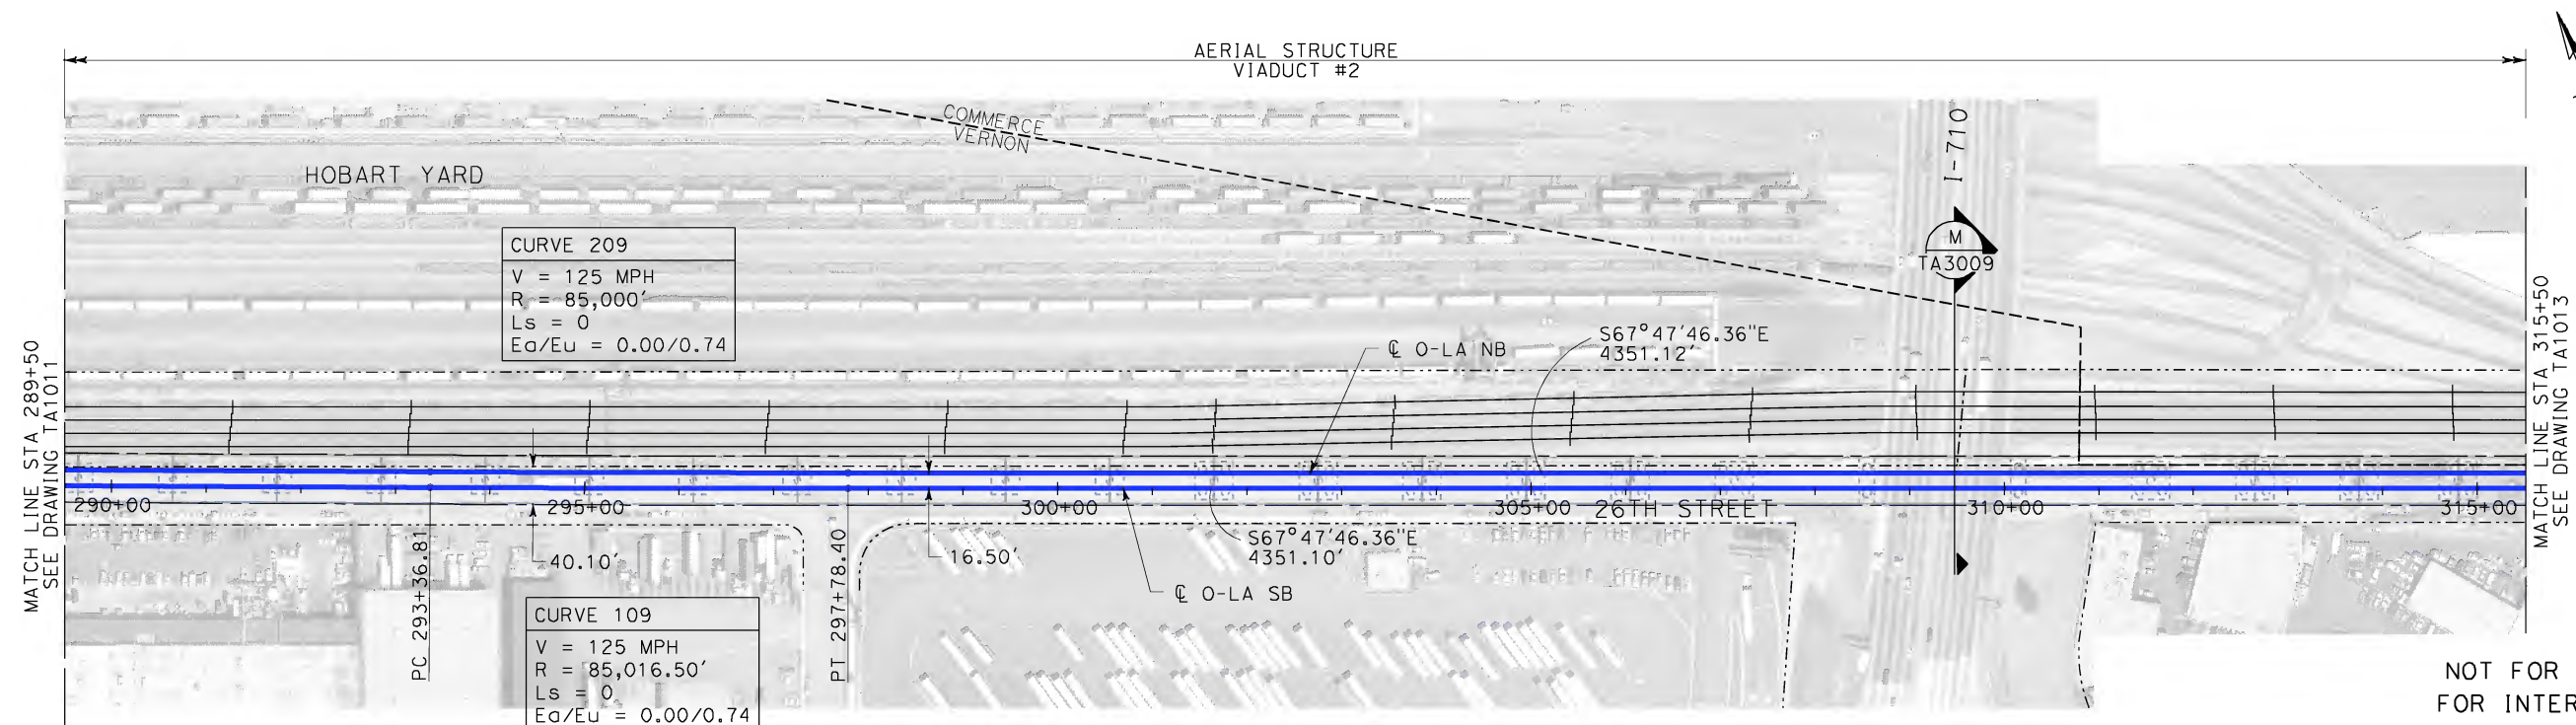 AERIAL STRUCTURE
VIADUCT #2
COMMERCE
VERNON
HOBART YARD
I-710
M
TA3009
CURVE 209
V = 125 MPH
R = 85,000'
Ls = 0
Ea/Eu = 0.00/0.74
S67°47'46.36"E
4351.12'
℄ O-LA NB
MATCH LINE STA 289+50
SEE DRAWING TA1011
MATCH LINE STA 315+50
SEE DRAWING TA1013
290+00
295+00
300+00
305+00
26TH STREET
310+00
315+00
PC 293+36.81
40.10'
PT 297+78.40
16.50'
S67°47'46.36"E
4351.10'
℄ O-LA SB
CURVE 109
V = 125 MPH
R = 85,016.50'
Ls = 0
Ea/Eu = 0.00/0.74
NOT FOR
FOR INTER